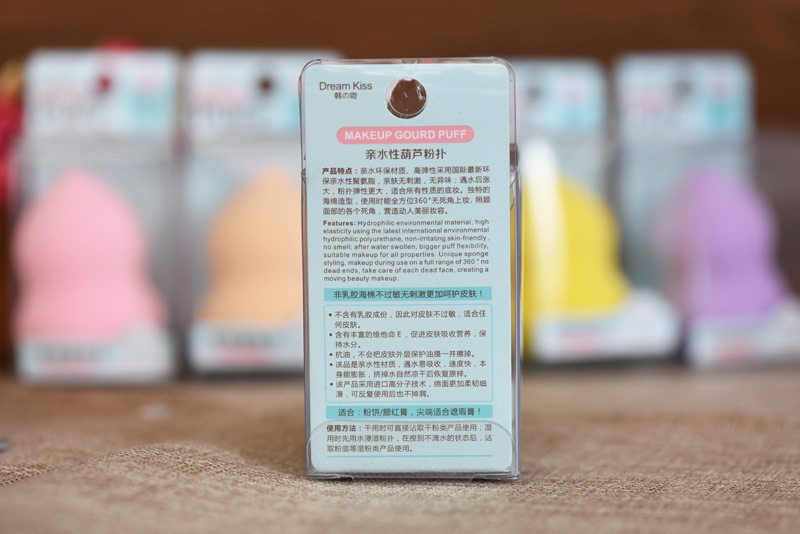 Dream Kiss
韩の吻
MAKEUP GOURD PUFF
亲水性葫芦粉扑
产品特点：亲水环保材质，高弹性采用国际最新环
保亲水性聚氨脂，亲肤无刺激，无异味；遇水后涨
大，粉扑弹性更大，适合所有性质的底妆。独特的
海绵造型，使用时能全方位360°无死角上妆，照顾
面部的各个死角，营造动人美丽妆容。
Features: Hydrophilic environmental material, high
elasticity using the latest international environmental
hydrophilic polyurethane, non-irritaling skin-friendly ,
no smell; after water swollen, bigger puff flexibility,
suitable makeup for all properties. Unique sponge
styling, makeup during use on a full range of 360 ° no
dead ends, take care of each dead face, creating a
moving beauty makeup.
非乳胶海棉不过敏无刺激更加呵护皮肤！
• 不含有乳胶成份，因此对皮肤不过敏，适合任
何皮肤。
• 含有丰富的维他命 E，促进皮肤吸收营养，保
持水分。
• 抗油，不会把皮肤外层保护油膜一并擦掉。
• 该品是亲水性材质，遇水易吸收，速度快，本
身能膨胀，挤掉水自然凉干后恢复原样。
• 该产品采用进口高分子技术，绵面更加柔韧细
滑，可反复使用后也不掉屑。
适合：粉饼/腮红膏，尖端适合遮瑕膏！
使用方法：干用时可直接沾取干粉类产品使用；湿
用时先用水浸湿粉扑，在捏到不滴水的状态后，沾
取粉底等湿粉类产品使用。